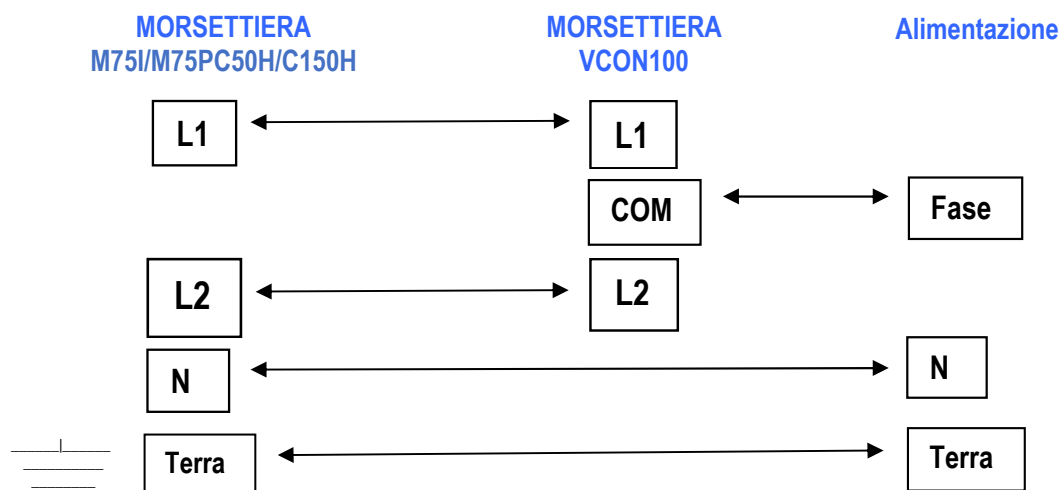 MORSETTIERA
M75I/M75PC50H/C150H
MORSETTIERA
VCON100
Alimentazione
L1
L1
COM
Fase
L2
L2
N
N
Terra
Terra